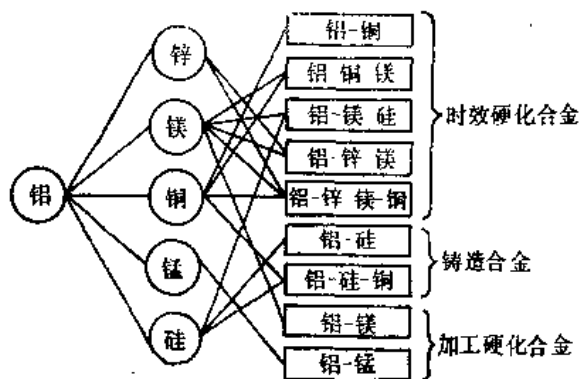 铝
锌
镁
铜
锰
硅
铝-铜
铝 铜 镁
铝-镁 硅
铝-锌 镁
铝-锌 镁-铜
铝-硅
铝-硅-铜
铝-镁
铝-锰
时效硬化合金
铸造合金
加工硬化合金